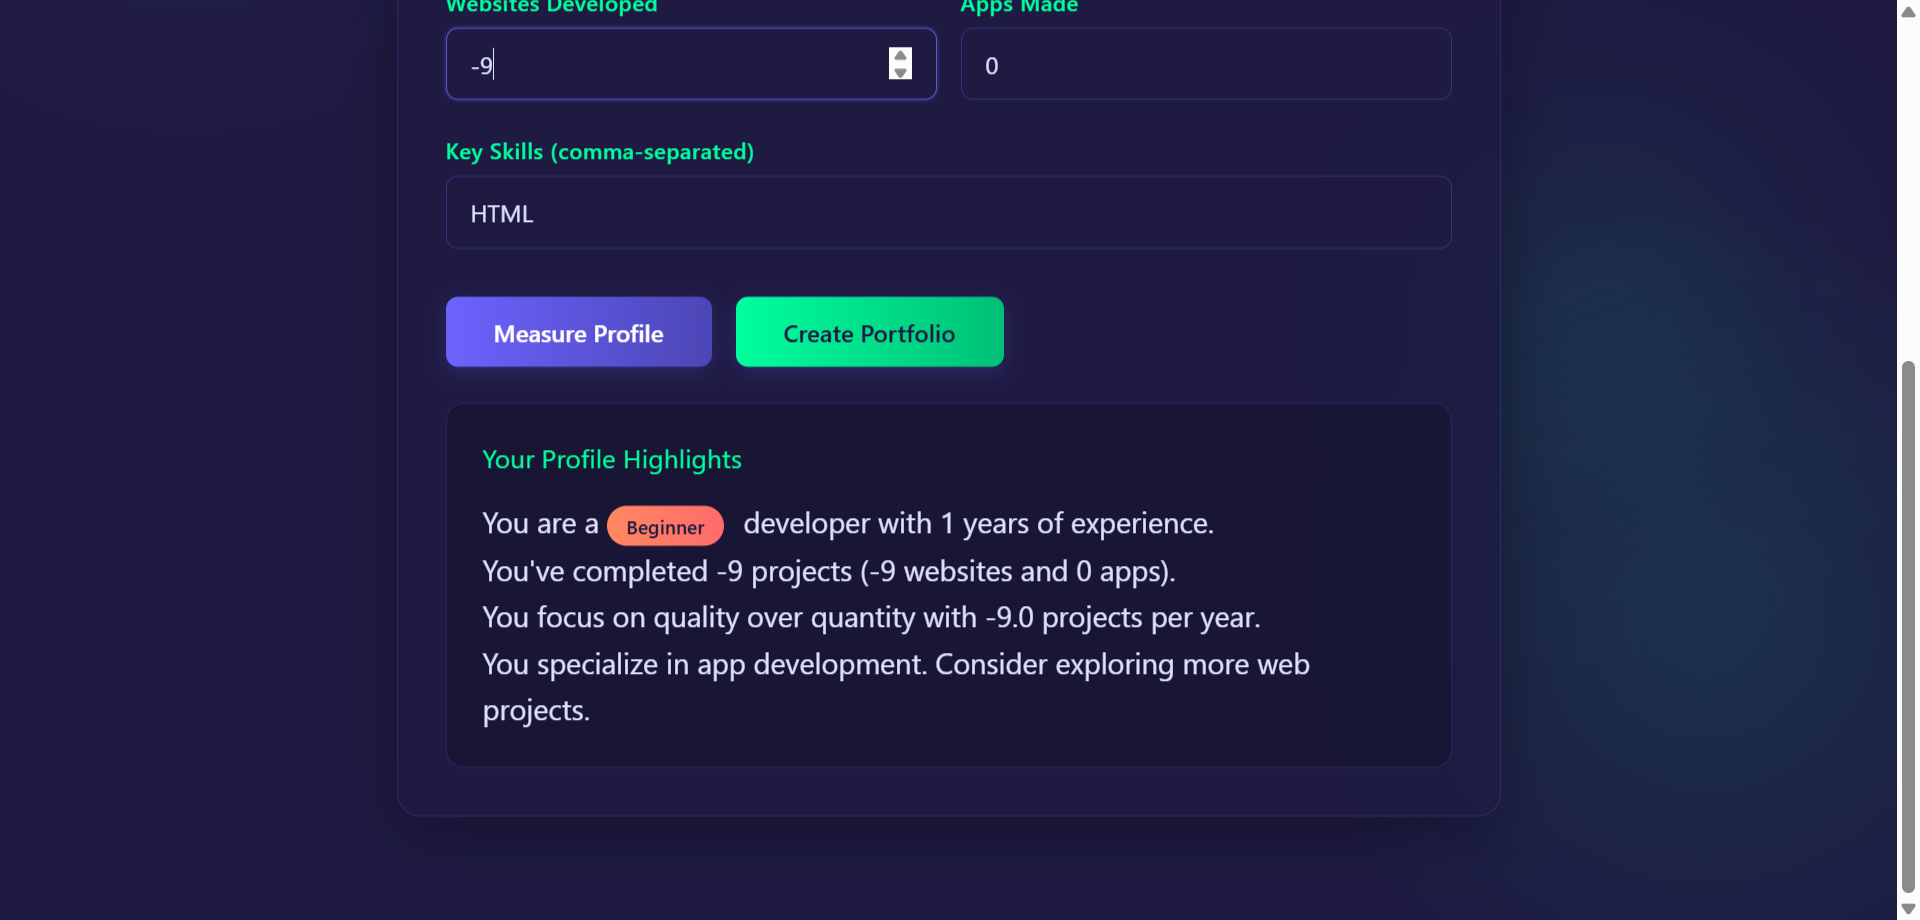 Websites Developed
Apps Made
-9
0
Key Skills (comma-separated)
HTML
Measure Profile
Create Portfolio
Your Profile Highlights
You are a Beginner developer with 1 years of experience.
You've completed -9 projects (-9 websites and 0 apps).
You focus on quality over quantity with -9.0 projects per year.
You specialize in app development. Consider exploring more web
projects.